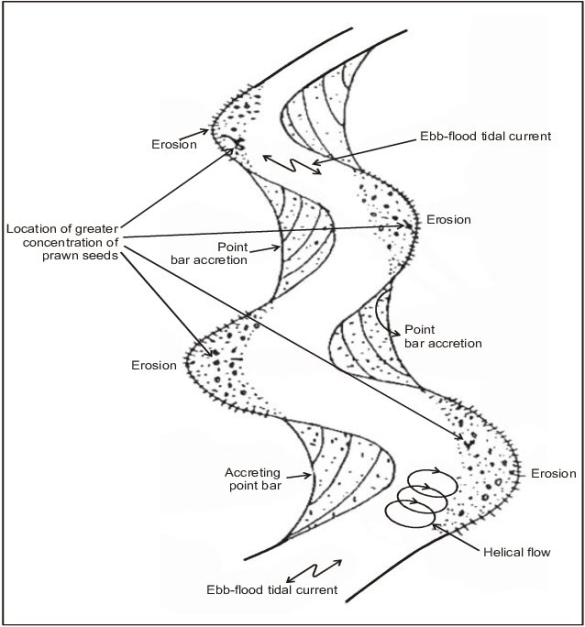 Erosion
Ebb-flood tidal current
Location of greater
concentration of
prawn seeds
Erosion
Point
bar accretion
Point
bar accretion
Erosion
Accreting
point bar
Erosion
Helical flow
Ebb-flood tidal current